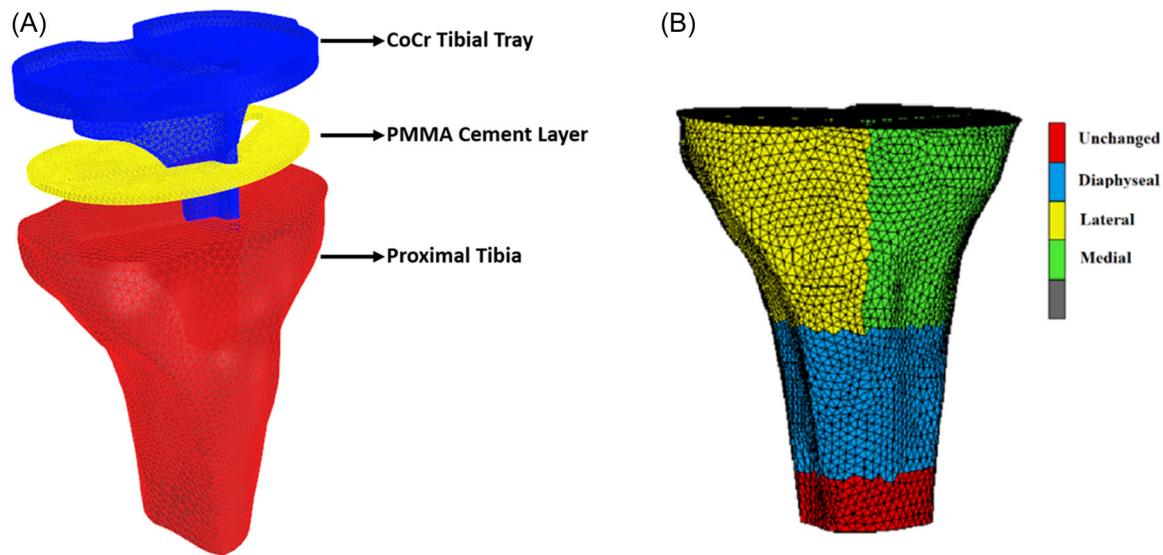 (A)
CoCr Tibial Tray
PMMA Cement Layer
Proximal Tibia
(B)
Unchanged
Diaphyseal
Lateral
Medial